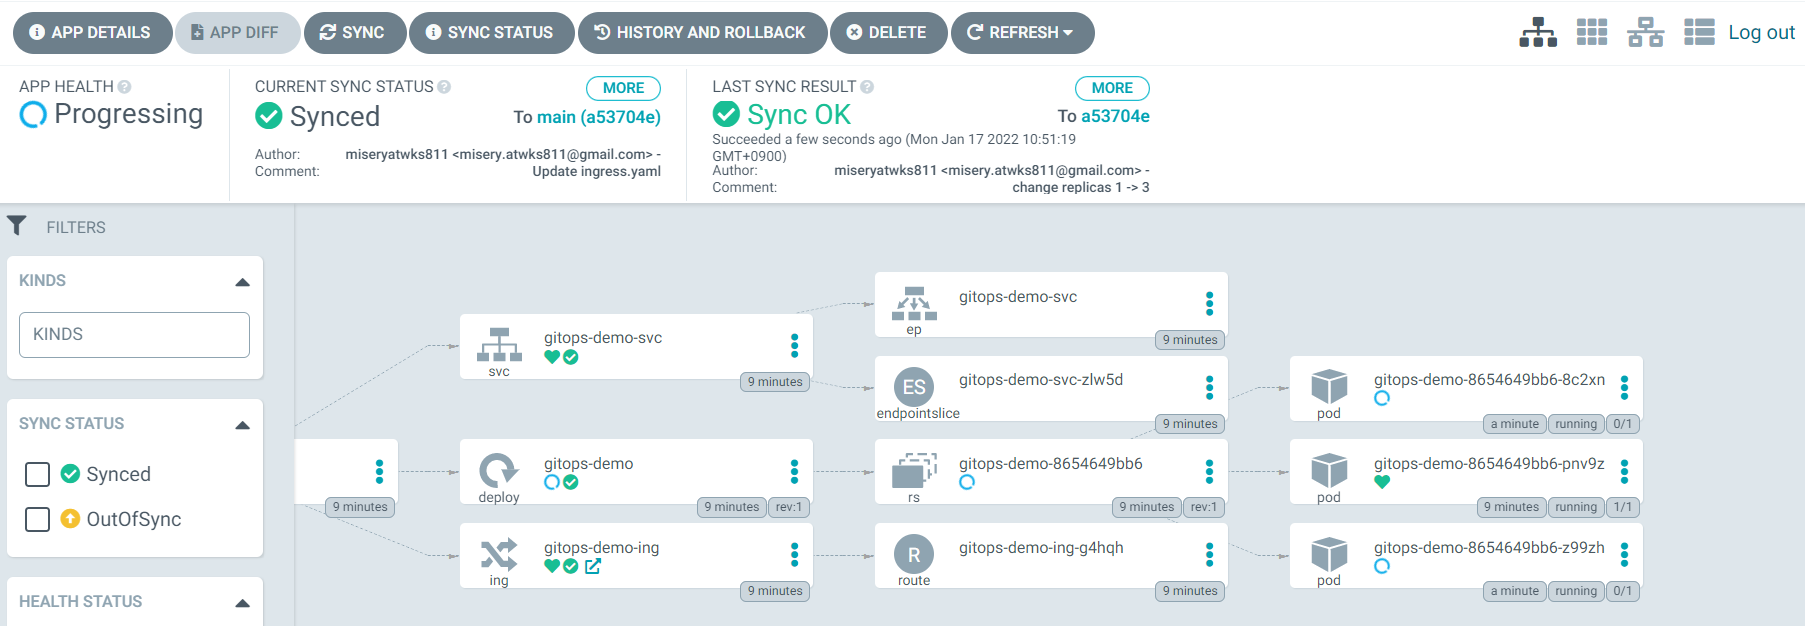 APP DETAILS
APP DIFF
SYNC
SYNC STATUS
HISTORY AND ROLLBACK
DELETE
REFRESH
Log out
APP HEALTH
Progressing
CURRENT SYNC STATUS
MORE
Synced
To main (a53704e)
Author:
miseryatwks811 <misery.atwks811@gmail.com> -
Comment:
Update ingress.yaml
LAST SYNC RESULT
MORE
Sync OK
To a53704e
Succeeded a few seconds ago (Mon Jan 17 2022 10:51:19
GMT+0900)
Author:
miseryatwks811 <misery.atwks811@gmail.com> -
Comment:
change replicas 1 -> 3
FILTERS
KINDS
KINDS
SYNC STATUS
Synced
OutOfSync
HEALTH STATUS
9 minutes
gitops-demo-svc
svc
9 minutes
gitops-demo
deploy
9 minutes
rev:1
gitops-demo-ing
ing
9 minutes
gitops-demo-svc
ep
9 minutes
ES
gitops-demo-svc-zlw5d
endpointslice
9 minutes
gitops-demo-8654649bb6
rs
9 minutes
rev:1
R
gitops-demo-ing-g4hqh
route
9 minutes
gitops-demo-8654649bb6-8c2xn
pod
a minute
running
0/1
gitops-demo-8654649bb6-pnv9z
pod
9 minutes
running
1/1
gitops-demo-8654649bb6-z99zh
pod
a minute
running
0/1